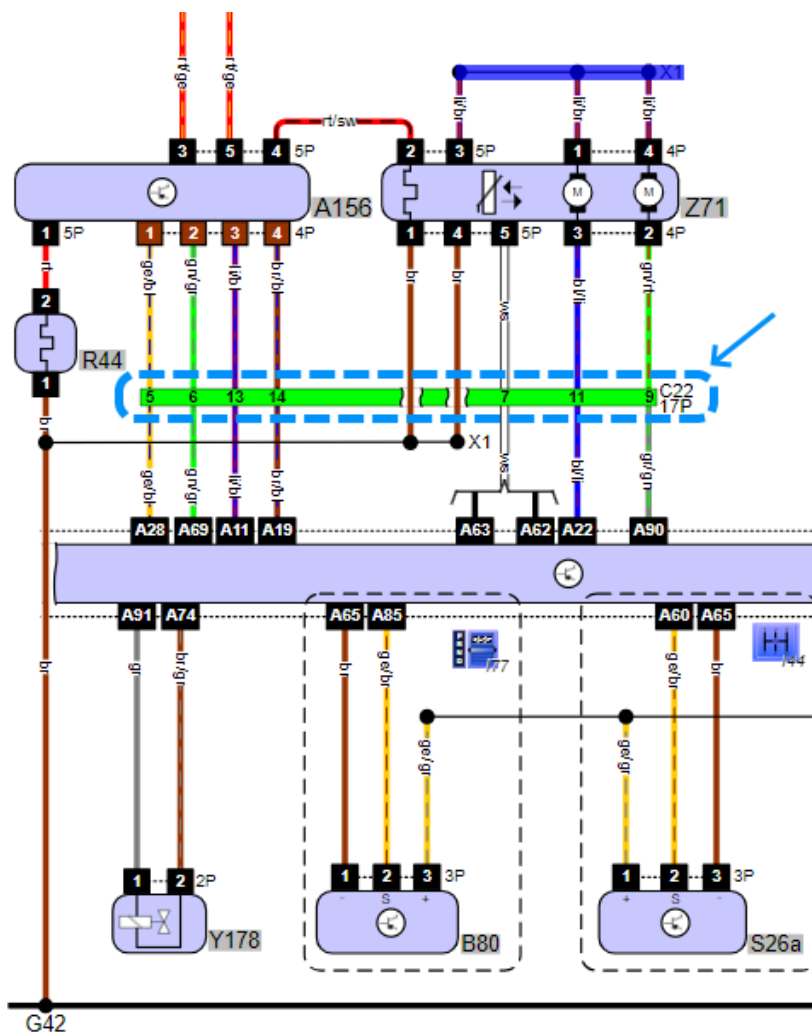 rt/ge rt/ge li/br X1 li/br li/br
rt/sw
3 5 4 5P 2 3 5P 1 4 4P
M M
A156 Z71
1 5P 1 2 3 4 4P 1 4 5 5P 3 2 4P
rt ge/bl gn/gr li/bl br/bl br br ws bl/li gn/rt
2
R44
1
5 6 13 14 7 11 9 C22
17P
br X1
ge/bl gn/gr li/bl br/bl ws bl/li gr/gn
A28 A69 A11 A19 A63 A62 A22 A90
A91 A74 A65 A85 A60 A65
PRND /77 /44
br gr br/gr br ge/br ge/br br
ge/gr ge/gr
1 2 2P 1 2 3 3P 1 2 3 3P
- S + + S -
Y178 B80 S26a
G42